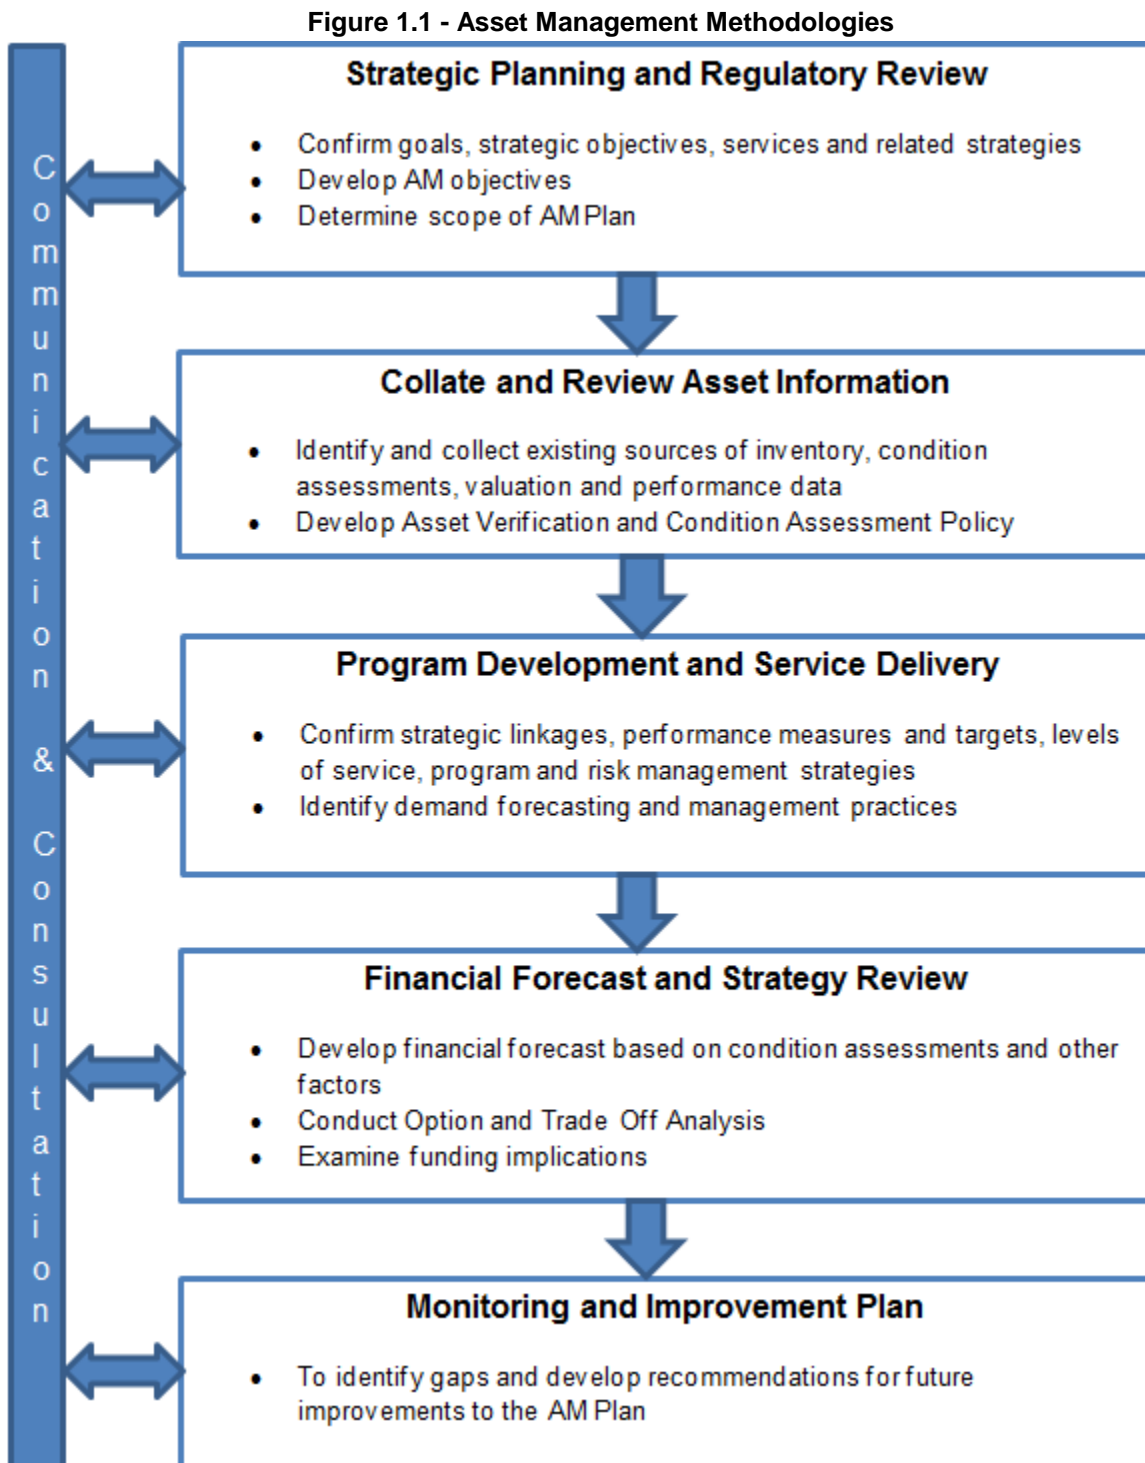 Figure 1.1 - Asset Management Methodologies
Communication & Consultation
Strategic Planning and Regulatory Review
• Confirm goals, strategic objectives, services and related strategies
• Develop AM objectives
• Determine scope of AM Plan
Collate and Review Asset Information
• Identify and collect existing sources of inventory, condition
assessments, valuation and performance data
• Develop Asset Verification and Condition Assessment Policy
Program Development and Service Delivery
• Confirm strategic linkages, performance measures and targets, levels
of service, program and risk management strategies
• Identify demand forecasting and management practices
Financial Forecast and Strategy Review
• Develop financial forecast based on condition assessments and other
factors
• Conduct Option and Trade Off Analysis
• Examine funding implications
Monitoring and Improvement Plan
• To identify gaps and develop recommendations for future
improvements to the AM Plan